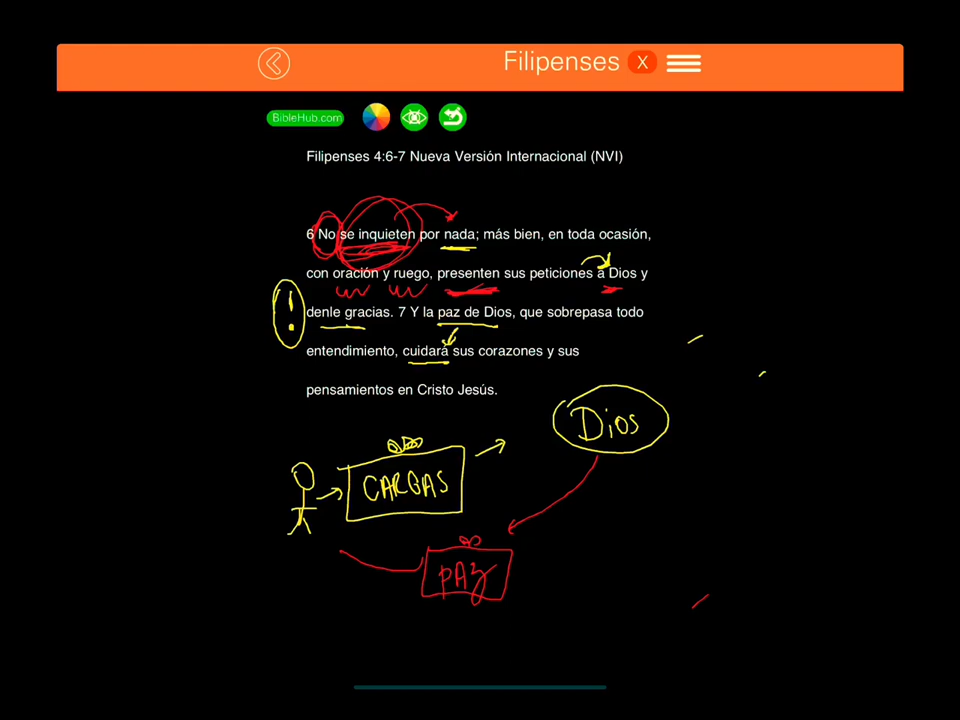 Filipenses X
BibleHub.com
Filipenses 4:6-7 Nueva Versión Internacional (NVI)
6 No se inquieten por nada; más bien, en toda ocasión,
con oración y ruego, presenten sus peticiones a Dios y
denle gracias. 7 Y la paz de Dios, que sobrepasa todo
entendimiento, cuidará sus corazones y sus
pensamientos en Cristo Jesús.
!
Dios
CARGAS
PAZ